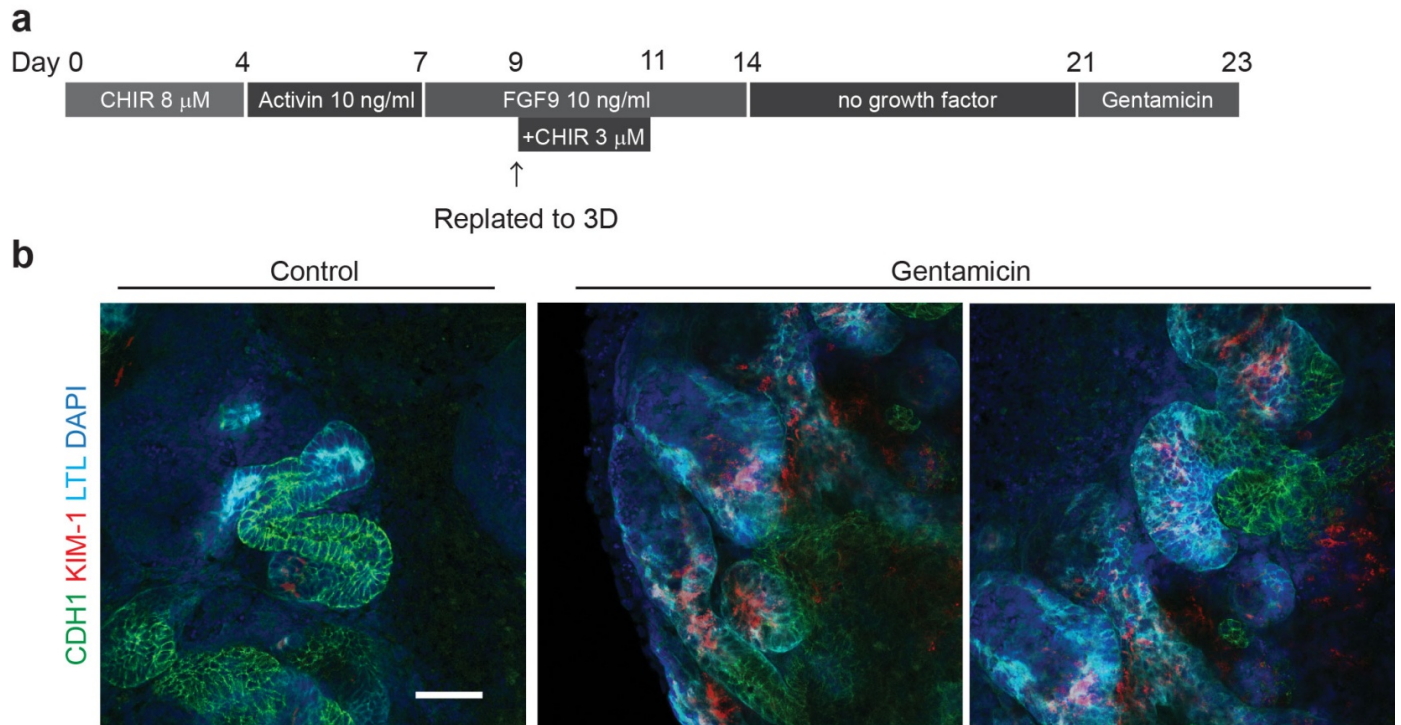 a
Day 0 4 7 9 11 14 21 23
CHIR 8 μM Activin 10 ng/ml FGF9 10 ng/ml no growth factor Gentamicin
+CHIR 3 μM
↑
Replated to 3D
b
Control Gentamicin
CDH1 KIM-1 LTL DAPI